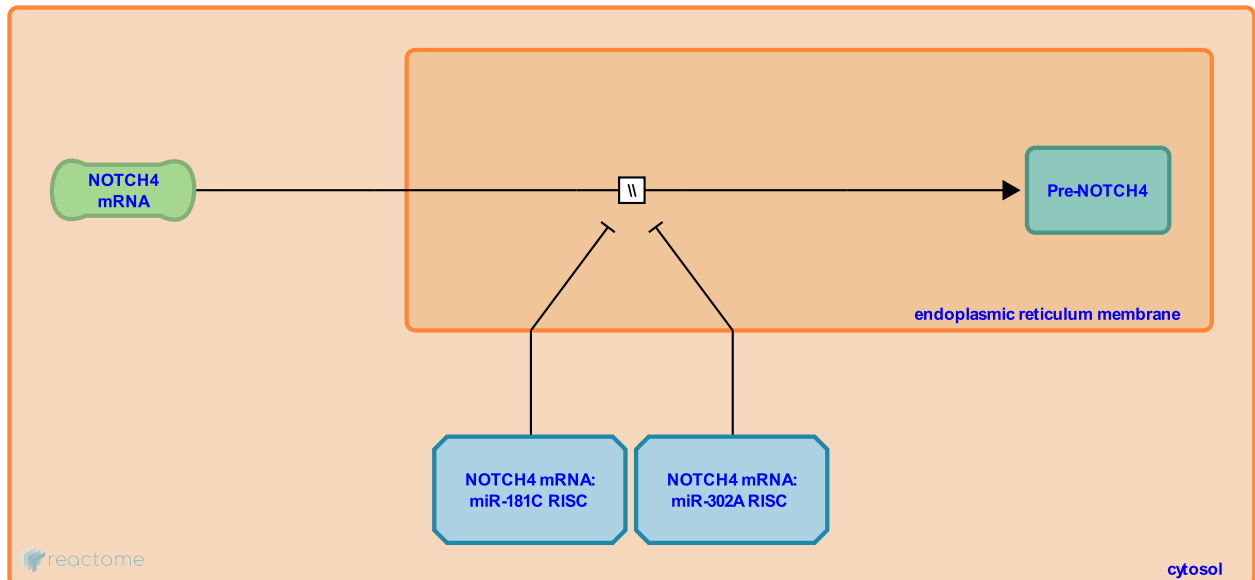 NOTCH4
mRNA
\\
Pre-NOTCH4
endoplasmic reticulum membrane
NOTCH4 mRNA:
miR-181C RISC
NOTCH4 mRNA:
miR-302A RISC
reactome
cytosol